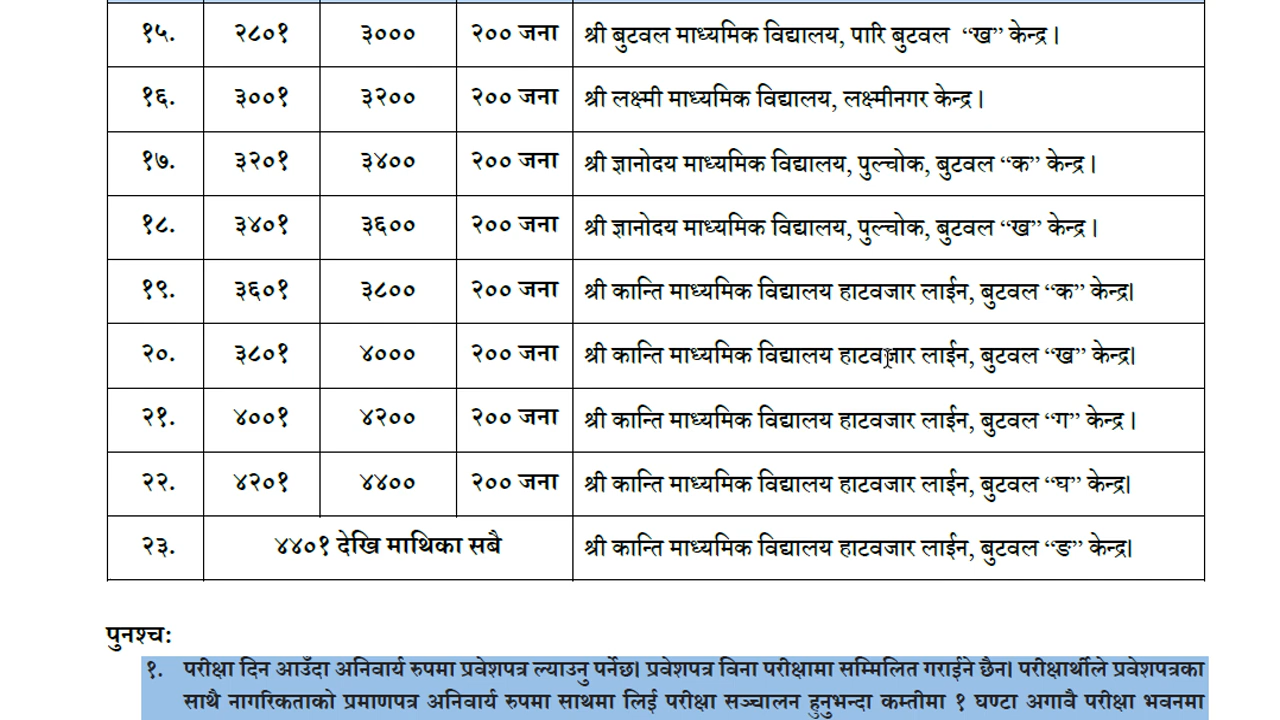 १५. २८०१ ३००० २०० जना श्री बुटवल माध्यमिक विद्यालय, पारि बुटवल “ख” केन्द्र ।
१६. ३००१ ३२०० २०० जना श्री लक्ष्मी माध्यमिक विद्यालय, लक्ष्मीनगर केन्द्र ।
१७. ३२०१ ३४०० २०० जना श्री ज्ञानोदय माध्यमिक विद्यालय, पुल्चोक, बुटवल “क” केन्द्र ।
१८. ३४०१ ३६०० २०० जना श्री ज्ञानोदय माध्यमिक विद्यालय, पुल्चोक, बुटवल “ख” केन्द्र ।
१९. ३६०१ ३८०० २०० जना श्री कान्ति माध्यमिक विद्यालय हाटवजार लाईन, बुटवल “क” केन्द्र।
२०. ३८०१ ४००० २०० जना श्री कान्ति माध्यमिक विद्यालय हाटवजार लाईन, बुटवल “ख” केन्द्र।
२१. ४००१ ४२०० २०० जना श्री कान्ति माध्यमिक विद्यालय हाटवजार लाईन, बुटवल “ग” केन्द्र ।
२२. ४२०१ ४४०० २०० जना श्री कान्ति माध्यमिक विद्यालय हाटवजार लाईन, बुटवल “घ” केन्द्र।
२३. ४४०१ देखि माथिका सबै श्री कान्ति माध्यमिक विद्यालय हाटवजार लाईन, बुटवल “ङ” केन्द्र।
पुनश्च:
१. परीक्षा दिन आउँदा अनिवार्य रुपमा प्रवेशपत्र ल्याउनु पर्नेछ। प्रवेशपत्र विना परीक्षामा सम्मिलित गराईने छैन। परीक्षार्थीले प्रवेशपत्रका
साथै नागरिकताको प्रमाणपत्र अनिवार्य रुपमा साथमा लिई परीक्षा सञ्चालन हुनुभन्दा कम्तीमा १ घण्टा अगावै परीक्षा भवनमा